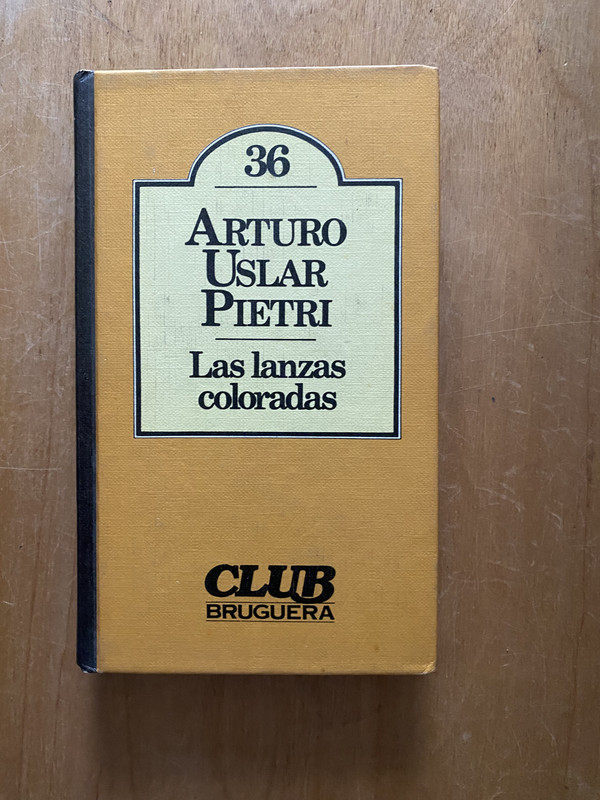 36
ARTURO
USLAR
PIETRI
Las lanzas
coloradas
CLUB
BRUGUERA